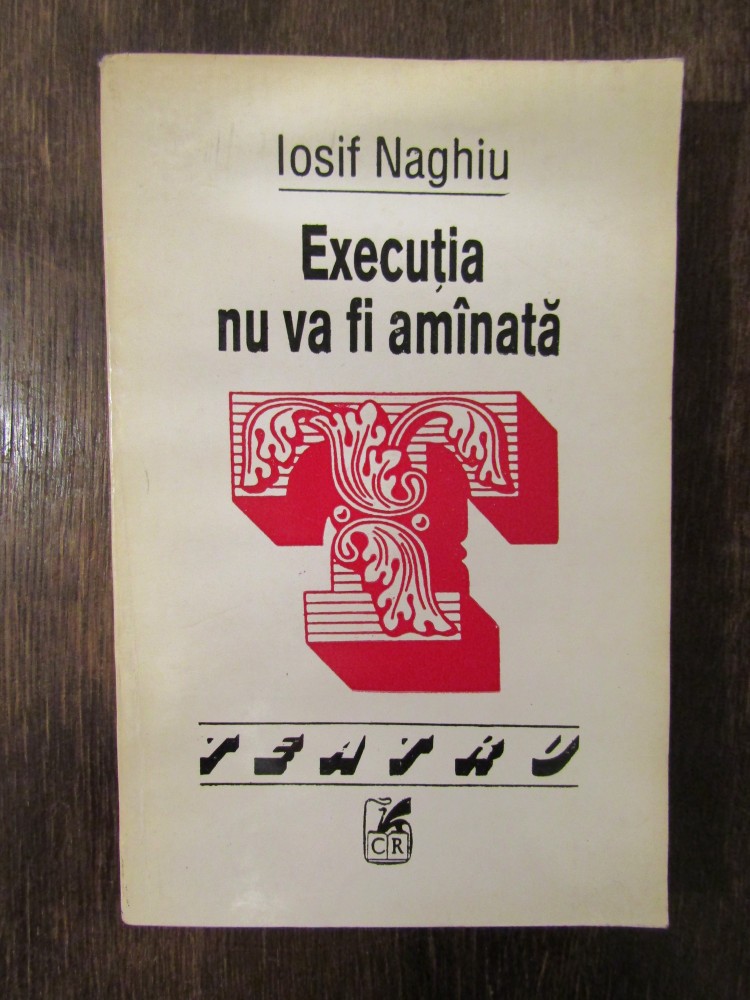 Iosif Naghiu
Execuția
nu va fi amînată
T
TEATRU
CR